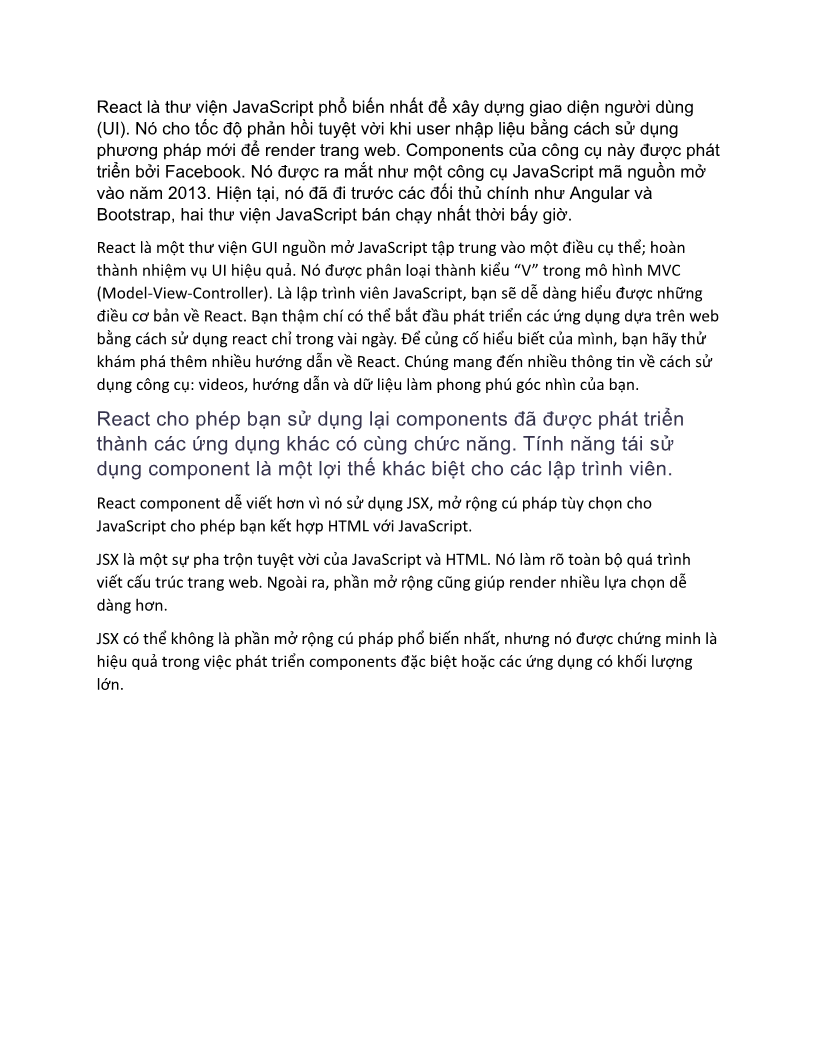 React là thư viện JavaScript phổ biến nhất để xây dựng giao diện người dùng
(UI). Nó cho tốc độ phản hồi tuyệt vời khi user nhập liệu bằng cách sử dụng
phương pháp mới để render trang web. Components của công cụ này được phát
triển bởi Facebook. Nó được ra mắt như một công cụ JavaScript mã nguồn mở
vào năm 2013. Hiện tại, nó đã đi trước các đối thủ chính như Angular và
Bootstrap, hai thư viện JavaScript bán chạy nhất thời bấy giờ.
React là một thư viện GUI nguồn mở JavaScript tập trung vào một điều cụ thể; hoàn
thành nhiệm vụ UI hiệu quả. Nó được phân loại thành kiểu “V” trong mô hình MVC
(Model-View-Controller). Là lập trình viên JavaScript, bạn sẽ dễ dàng hiểu được những
điều cơ bản về React. Bạn thậm chí có thể bắt đầu phát triển các ứng dụng dựa trên web
bằng cách sử dụng react chỉ trong vài ngày. Để củng cố hiểu biết của mình, bạn hãy thử
khám phá thêm nhiều hướng dẫn về React. Chúng mang đến nhiều thông tin về cách sử
dụng công cụ: videos, hướng dẫn và dữ liệu làm phong phú góc nhìn của bạn.
React cho phép bạn sử dụng lại components đã được phát triển
thành các ứng dụng khác có cùng chức năng. Tính năng tái sử
dụng component là một lợi thế khác biệt cho các lập trình viên.
React component dễ viết hơn vì nó sử dụng JSX, mở rộng cú pháp tùy chọn cho
JavaScript cho phép bạn kết hợp HTML với JavaScript.
JSX là một sự pha trộn tuyệt vời của JavaScript và HTML. Nó làm rõ toàn bộ quá trình
viết cấu trúc trang web. Ngoài ra, phần mở rộng cũng giúp render nhiều lựa chọn dễ
dàng hơn.
JSX có thể không là phần mở rộng cú pháp phổ biến nhất, nhưng nó được chứng minh là
hiệu quả trong việc phát triển components đặc biệt hoặc các ứng dụng có khối lượng
lớn.